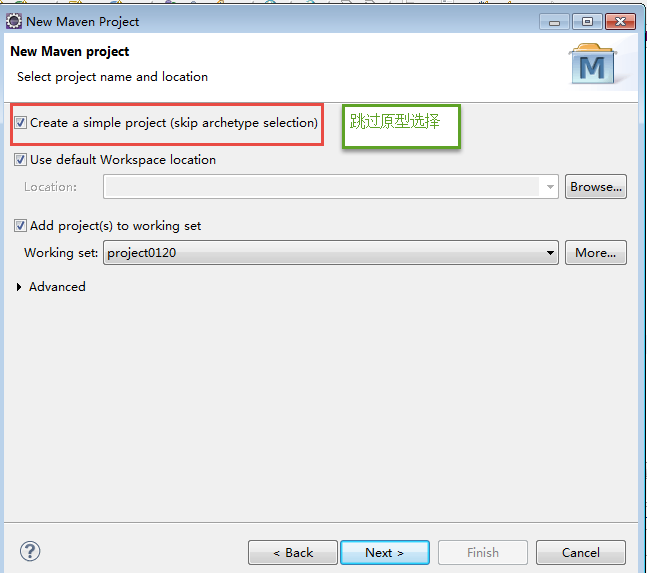 New Maven Project
New Maven project
Select project name and location
M
Create a simple project (skip archetype selection)
跳过原型选择
Use default Workspace location
Location:
Browse...
Add project(s) to working set
Working set:
project0120
More...
Advanced
?
< Back
Next >
Finish
Cancel